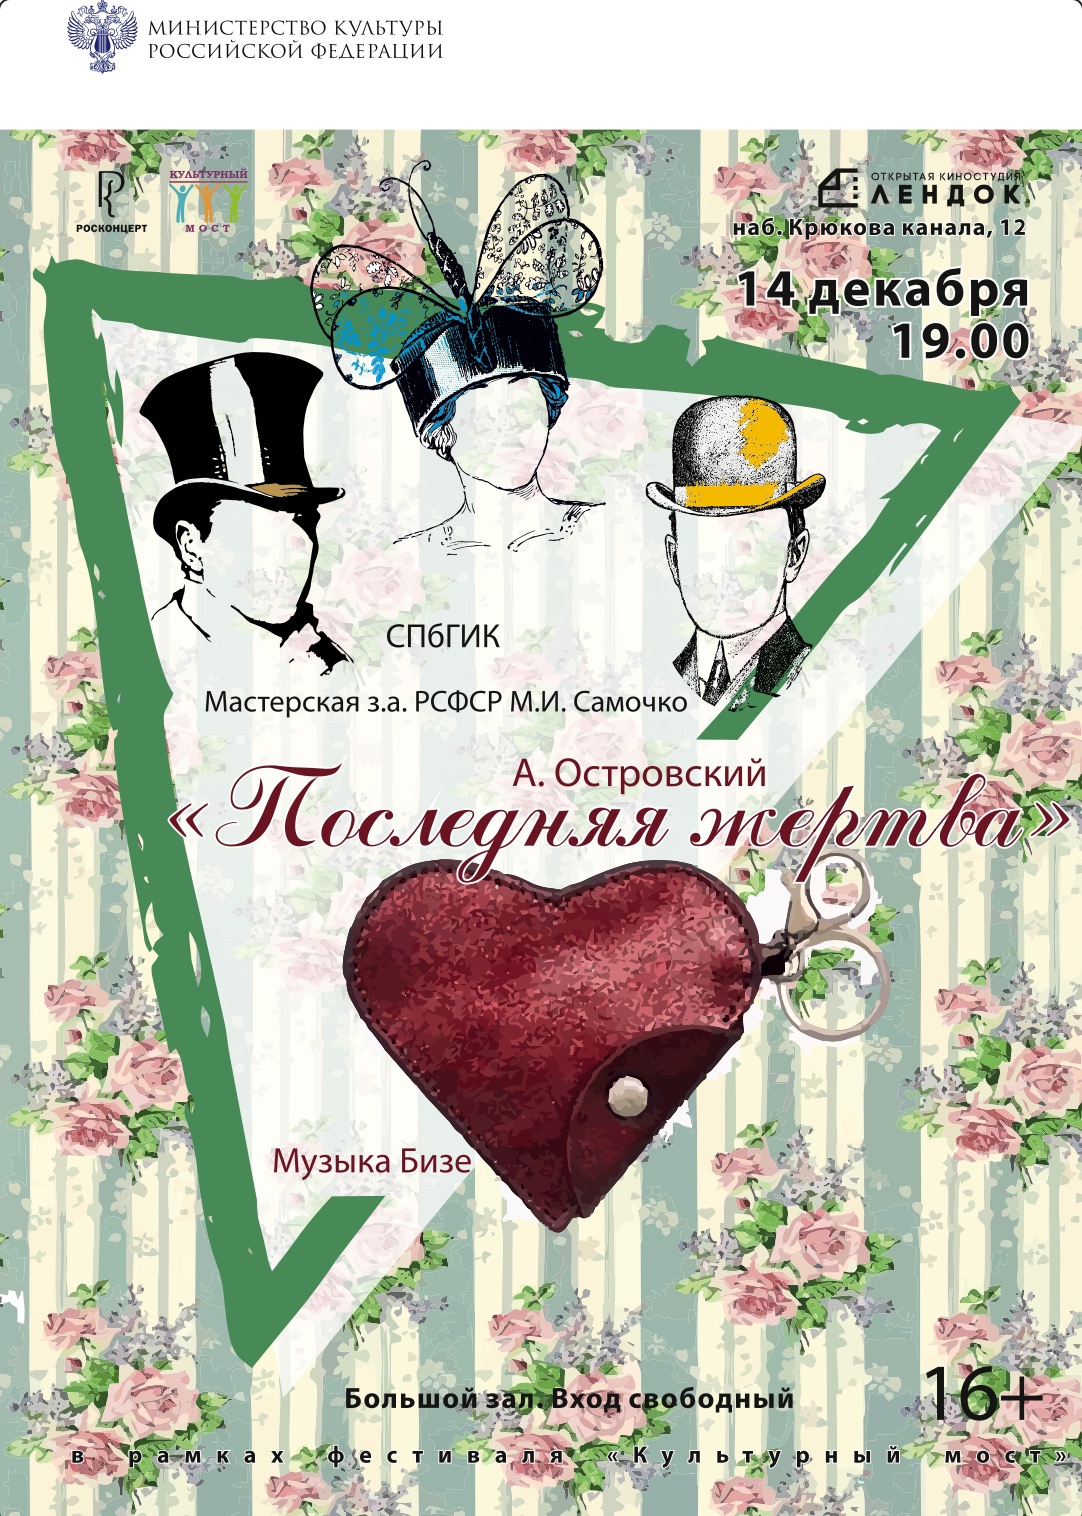 МИНИСТЕРСТВО КУЛЬТУРЫ
РОССИЙСКОЙ ФЕДЕРАЦИИ
РОСКОНЦЕРТ
КУЛЬТУРНЫЙ
МОСТ
ОТКРЫТАЯ КИНОСТУДИЯ
ЛЕНДОК
наб. Крюкова канала, 12
14 декабря
19.00
СПбГИК
Мастерская з.а. РСФСР М.И. Самочко
А. Островский
«Последняя жертва»
Музыка Бизе
Большой зал. Вход свободный
16+
в рамках фестиваля «Культурный мост»